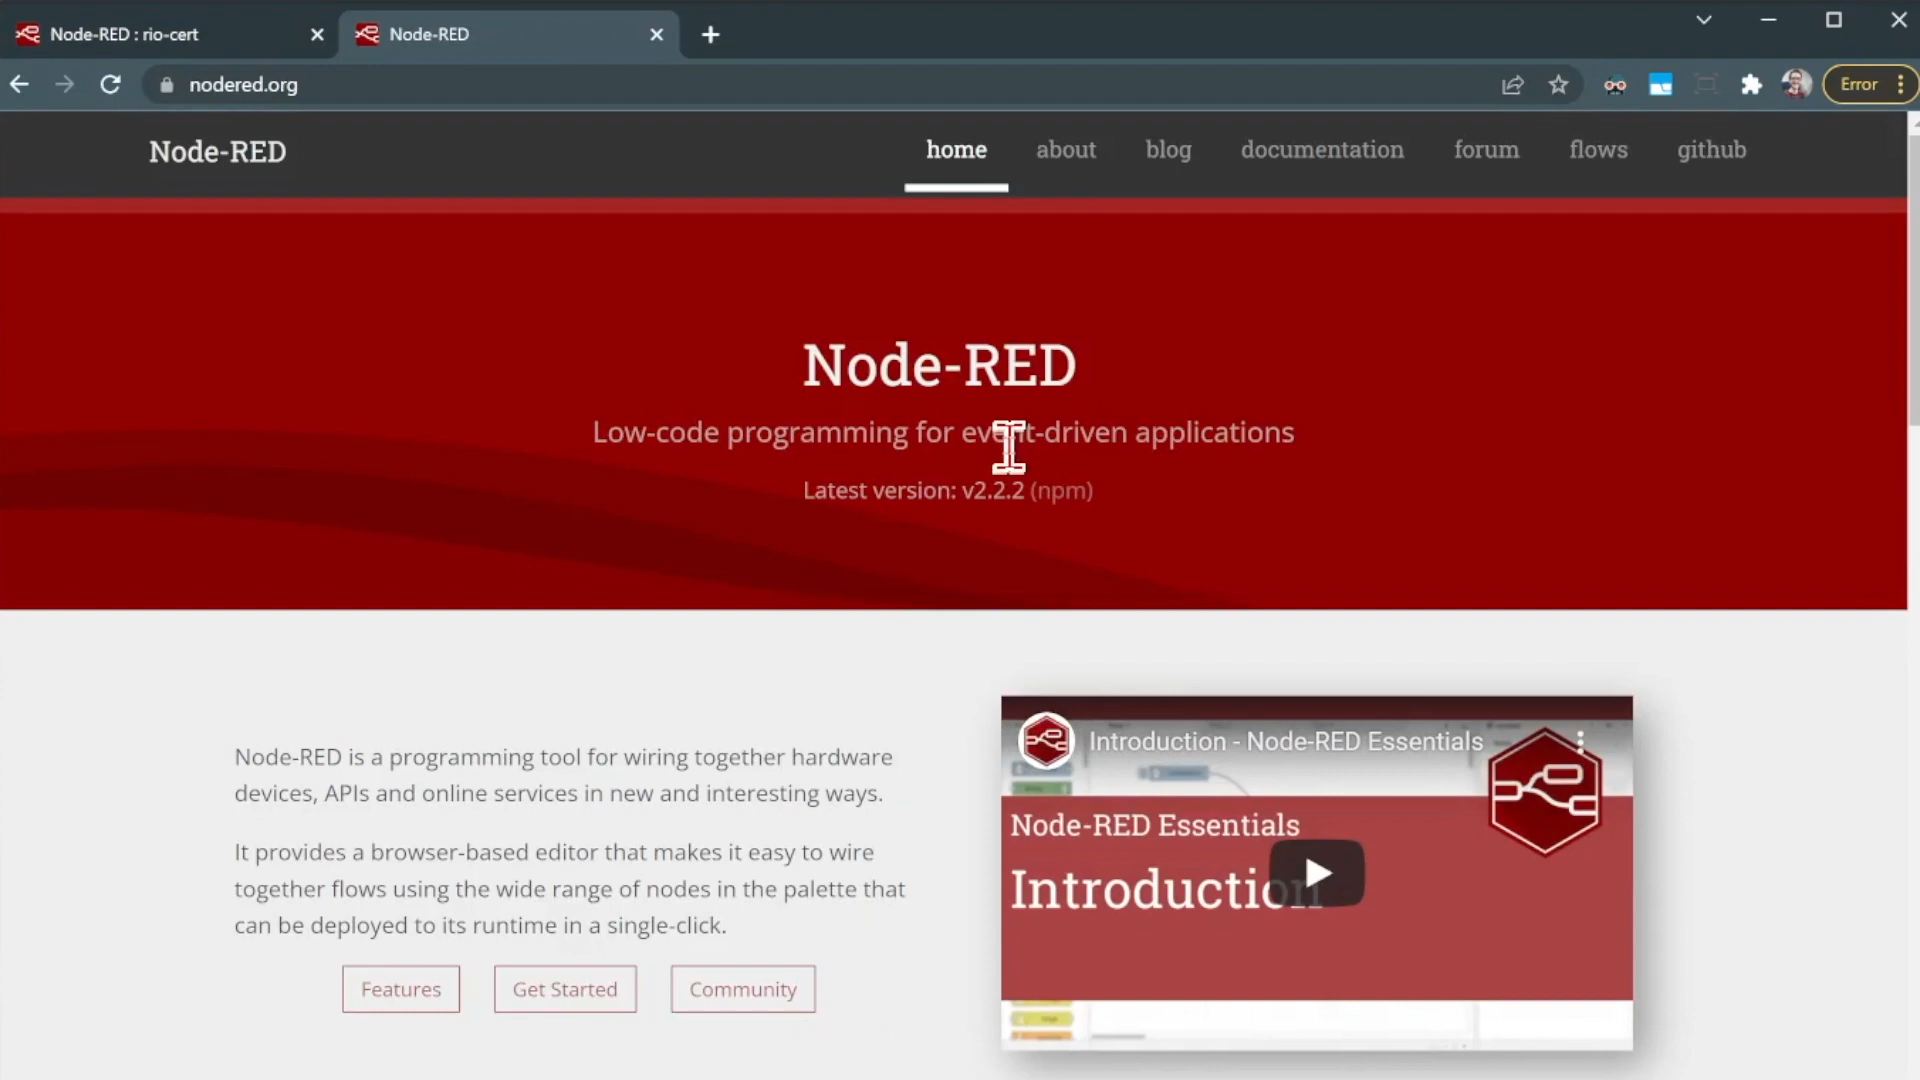 Node-RED : rio-cert
Node-RED
nodered.org
Error
Node-RED
home
about
blog
documentation
forum
flows
github
Node-RED
Low-code programming for event-driven applications
Latest version: v2.2.2 (npm)
Node-RED is a programming tool for wiring together hardware
devices, APIs and online services in new and interesting ways.
It provides a browser-based editor that makes it easy to wire
together flows using the wide range of nodes in the palette that
can be deployed to its runtime in a single-click.
Features
Get Started
Community
Introduction - Node-RED Essentials
Node-RED Essentials
Introduction